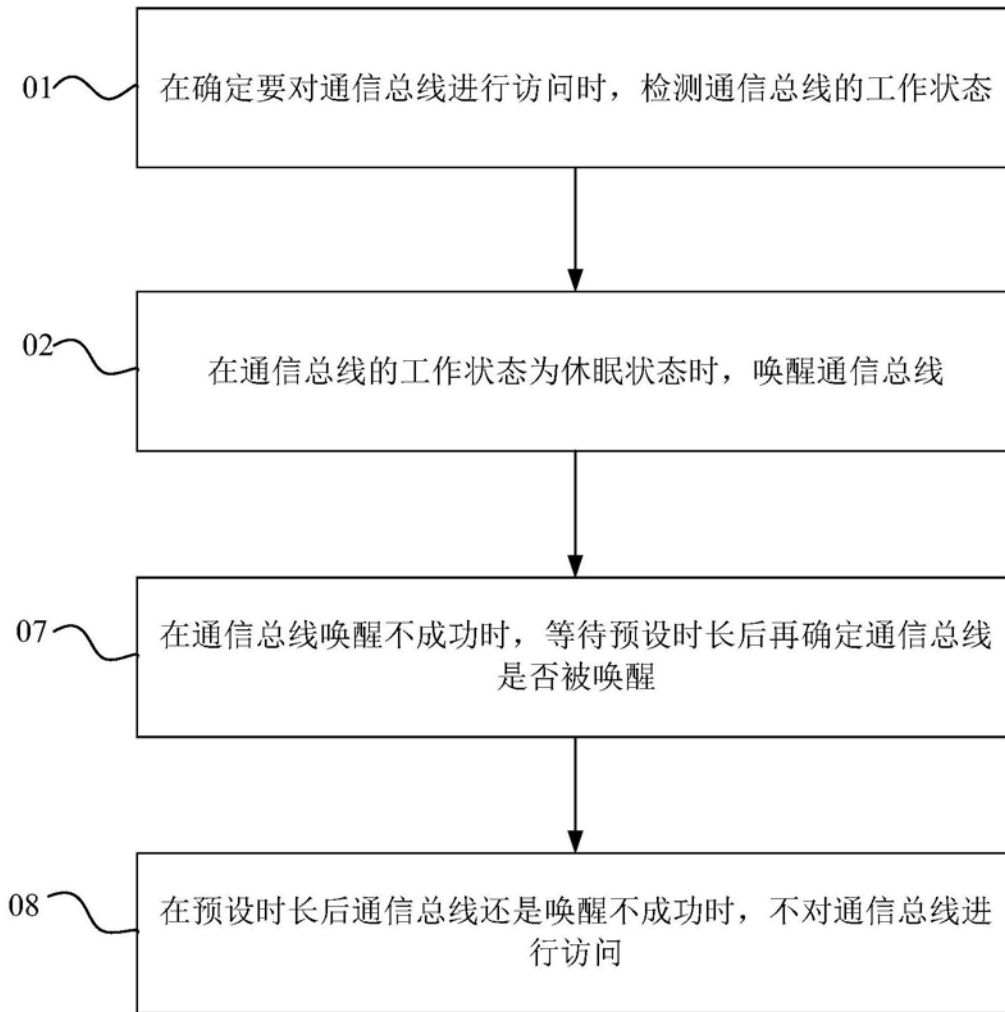 01
在确定要对通信总线进行访问时，检测通信总线的工作状态
02
在通信总线的工作状态为休眠状态时，唤醒通信总线
07
在通信总线唤醒不成功时，等待预设时长后再确定通信总线
是否被唤醒
08
在预设时长后通信总线还是唤醒不成功时，不对通信总线进
行访问